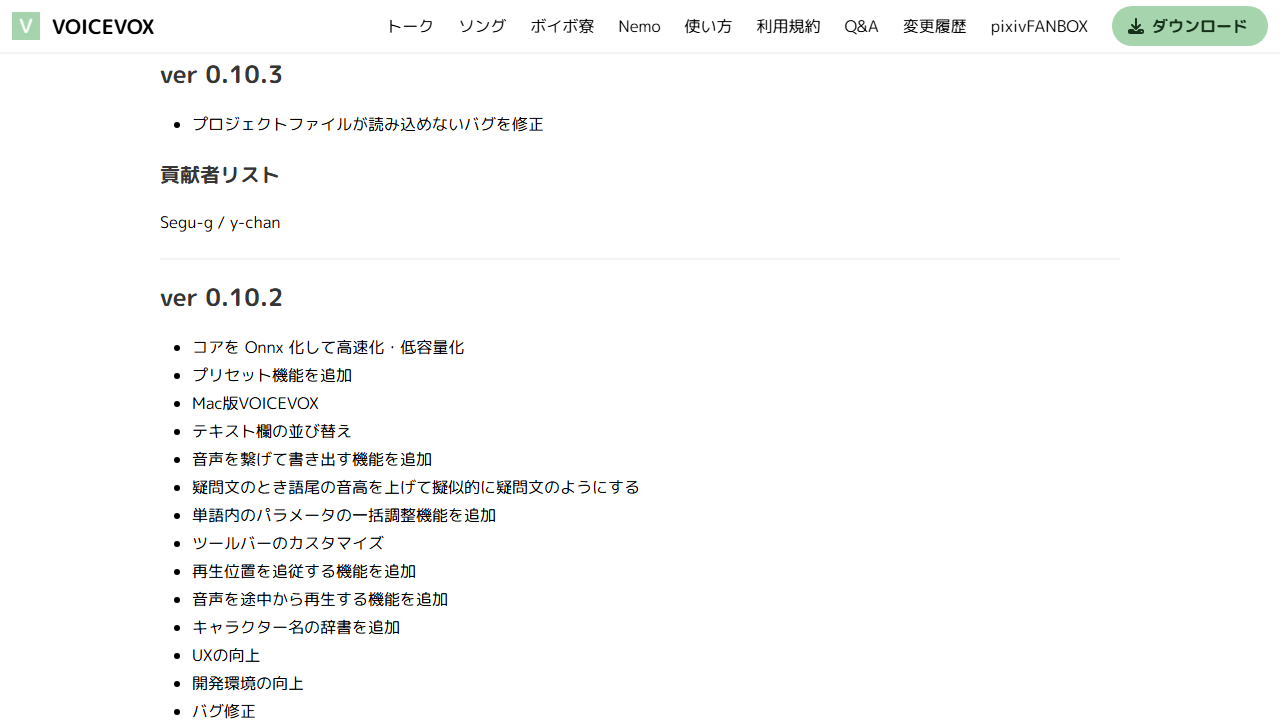 V VOICEVOX トーク ソング ボイボ寮 Nemo 使い方 利用規約 Q&A 変更履歴 pixivFANBOX ダウンロード
ver 0.10.3
プロジェクトファイルが読み込めないバグを修正
貢献者リスト
Segu-g / y-chan
ver 0.10.2
コアを Onnx 化して高速化・低容量化
プリセット機能を追加
Mac版VOICEVOX
テキスト欄の並び替え
音声を繋げて書き出す機能を追加
疑問文のとき語尾の音高を上げて擬似的に疑問文のようにする
単語内のパラメータの一括調整機能を追加
ツールバーのカスタマイズ
再生位置を追従する機能を追加
音声を途中から再生する機能を追加
キャラクター名の辞書を追加
UXの向上
開発環境の向上
バグ修正